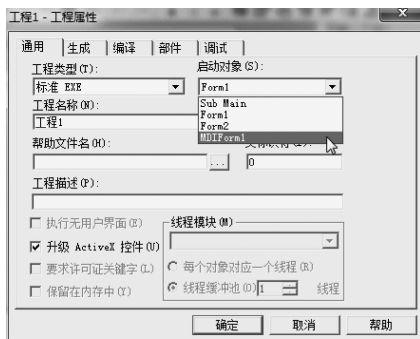 工程1 - 工程属性
通用 生成 编译 部件 调试
工程类型(T): 启动对象(S):
标准 EXE Form1
工程名称(N): Sub Main
工程1 Form1
Form2
MDIForm1
帮助文件名(H):
... 0
工程描述(P):
执行无用户界面(E) 线程模块(M)
升级 ActiveX 控件(U)
要求许可证关键字(L) 每个对象对应一个线程(R)
保留在内存中(Y) 线程缓冲池(O) 1 线程
确定 取消 帮助